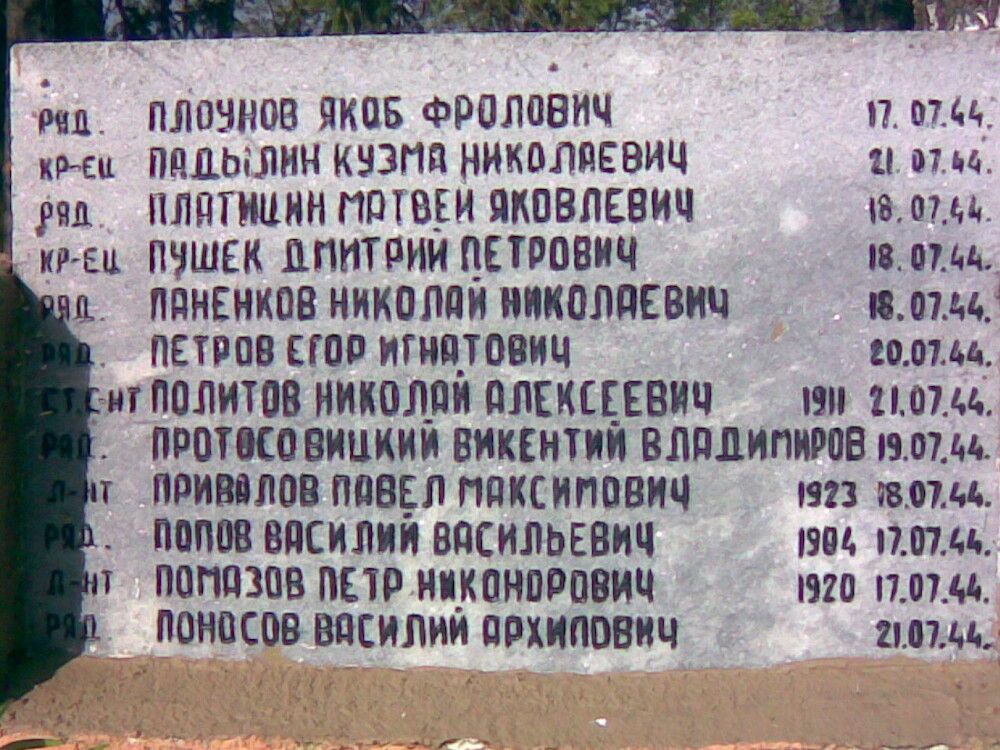 РЯД. ПЛОУНОВ ЯКОБ ФРОЛОВИЧ 17.07.44.
КР-ЕЦ ПАДЫЛИН КУЗМА НИКОЛАЕВИЧ 21.07.44.
РЯД. ПЛАТИЦИН МАТВЕЙ ЯКОВЛЕВИЧ 18.07.44.
КР-ЕЦ ПУШЕК ДМИТРИЙ ПЕТРОВИЧ 18.07.44.
РЯД. ПАНЕНКОВ НИКОЛАЙ НИКОЛАЕВИЧ 18.07.44.
РЯД. ПЕТРОВ ЕГОР ИГНАТОВИЧ 20.07.44.
СТ.С-НТ ПОЛИТОВ НИКОЛАЙ АЛЕКСЕЕВИЧ 1911 21.07.44.
РЯД. ПРОТОСОВИЦКИЙ ВИКЕНТИЙ ВЛАДИМИРОВ 19.07.44.
Л-НТ ПРИВАЛОВ ПАВЕЛ МАКСИМОВИЧ 1923 18.07.44.
РЯД. ПОПОВ ВАСИЛИЙ ВАСИЛЬЕВИЧ 1904 17.07.44.
Л-НТ ПОМАЗОВ ПЕТР НИКОНОРОВИЧ 1920 17.07.44.
РЯД. ПОНОСОВ ВАСИЛИЙ АРХИПОВИЧ 21.07.44.